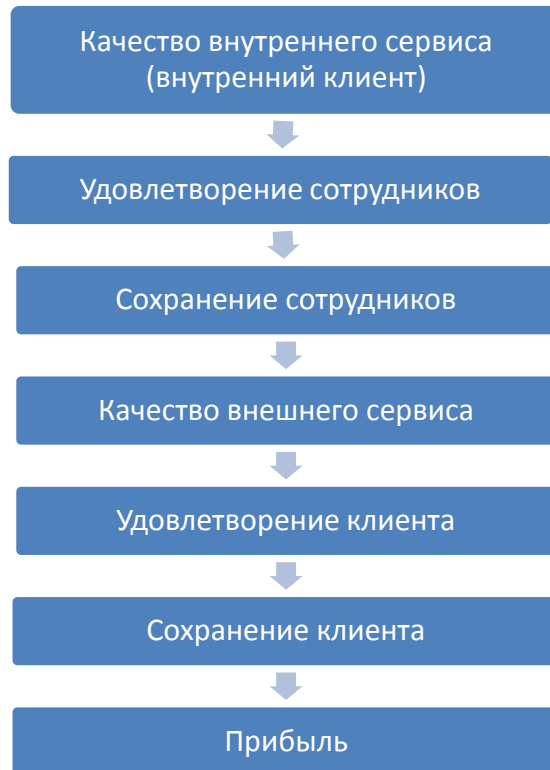 Качество внутреннего сервиса
(внутренний клиент)
Удовлетворение сотрудников
Сохранение сотрудников
Качество внешнего сервиса
Удовлетворение клиента
Сохранение клиента
Прибыль